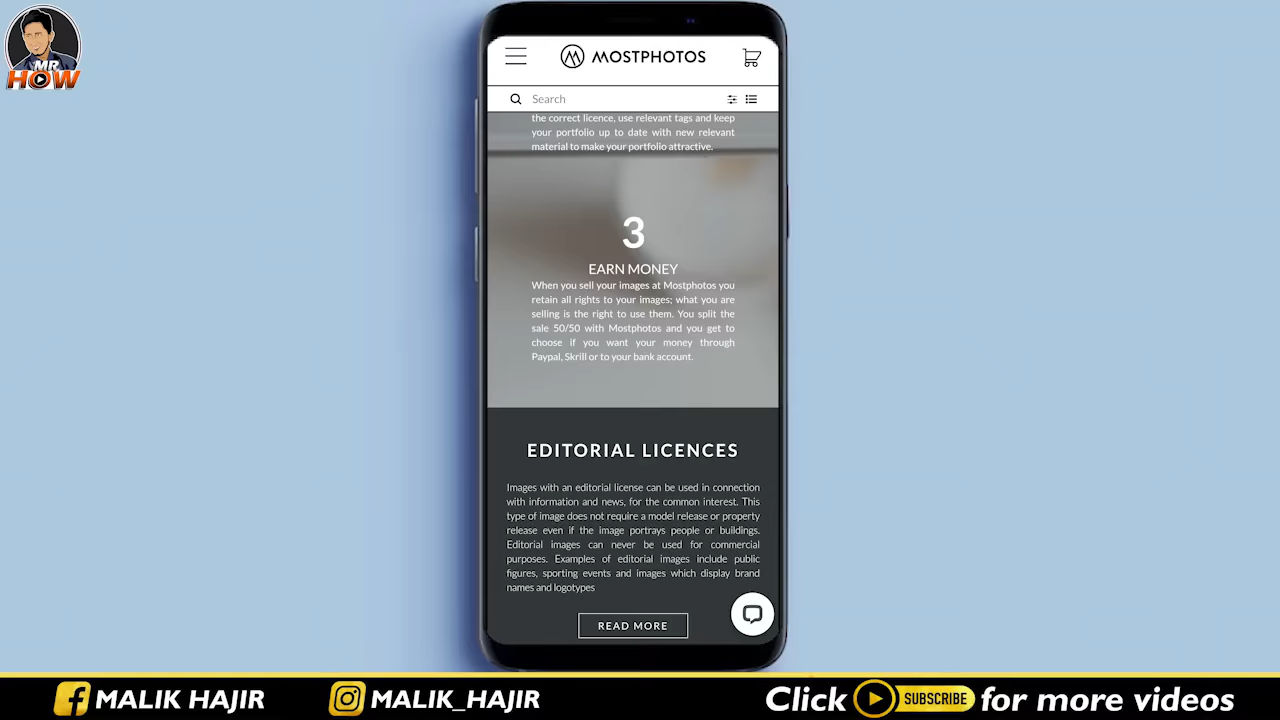 MR
HOW
MOSTPHOTOS
Search
the correct licence, use relevant tags and keep
your portfolio up to date with new relevant
material to make your portfolio attractive.
3
EARN MONEY
When you sell your images at Mostphotos you
retain all rights to your images; what you are
selling is the right to use them. You split the
sale 50/50 with Mostphotos and you get to
choose if you want your money through
Paypal, Skrill or to your bank account.
EDITORIAL LICENCES
Images with an editorial license can be used in connection
with information and news, for the common interest. This
type of image does not require a model release or property
release even if the image portrays people or buildings.
Editorial images can never be used for commercial
purposes. Examples of editorial images include public
figures, sporting events and images which display brand
names and logotypes
READ MORE
MALIK HAJIR
MALIK_HAJIR
Click SUBSCRIBE for more videos